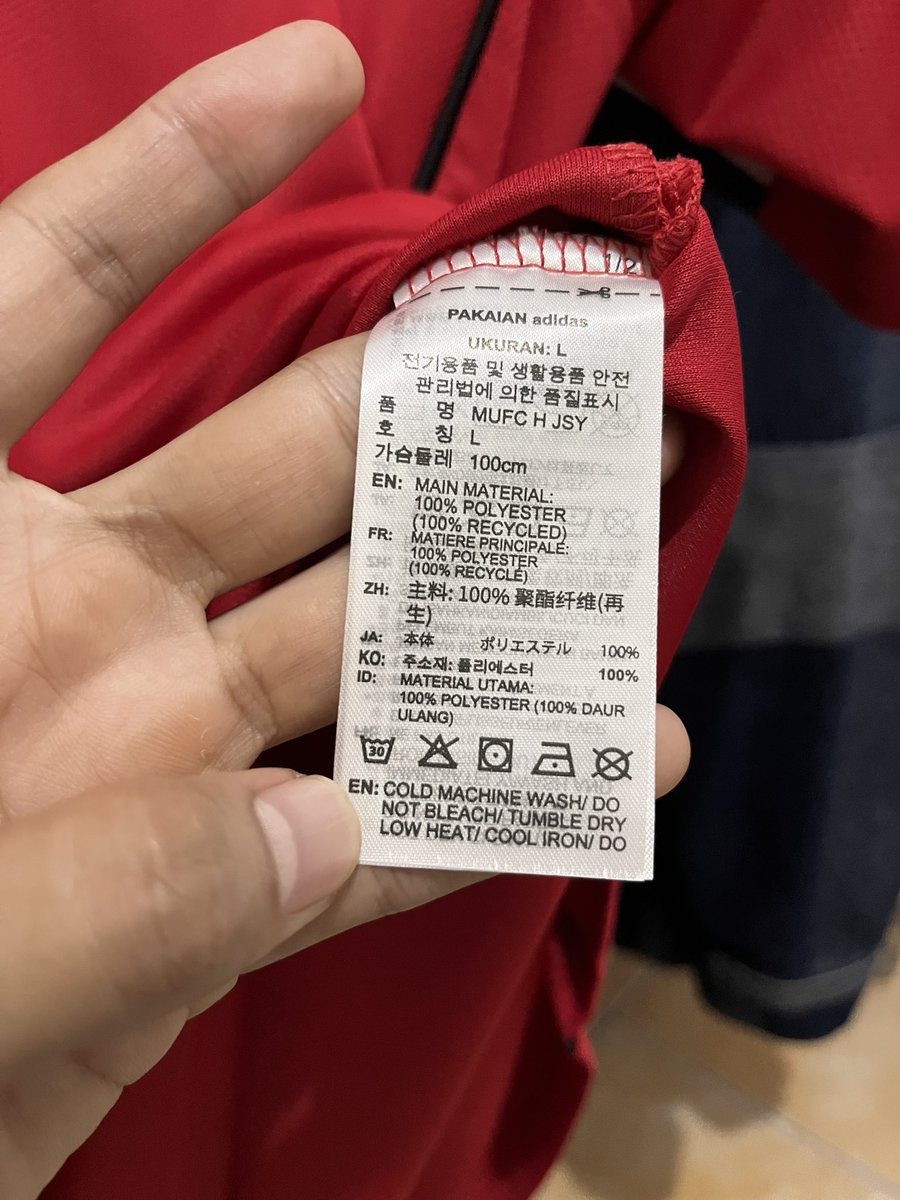 1/2
PAKAIAN adidas
UKURAN: L
전기용품 및 생활용품 안전
관리법에 의한 품질표시
품 명 MUFC H JSY
호 칭 L
가슴둘레 100cm
EN: MAIN MATERIAL:
100% POLYESTER
(100% RECYCLED)
FR: MATIERE PRINCIPALE:
100% POLYESTER
(100% RECYCLÉ)
ZH: 主料: 100% 聚酯纤维(再
生)
JA: 本体 ポリエステル 100%
KO: 주소재: 폴리에스터 100%
ID: MATERIAL UTAMA:
100% POLYESTER (100% DAUR
ULANG)
30
EN: COLD MACHINE WASH/ DO
NOT BLEACH/ TUMBLE DRY
LOW HEAT/ COOL IRON/ DO